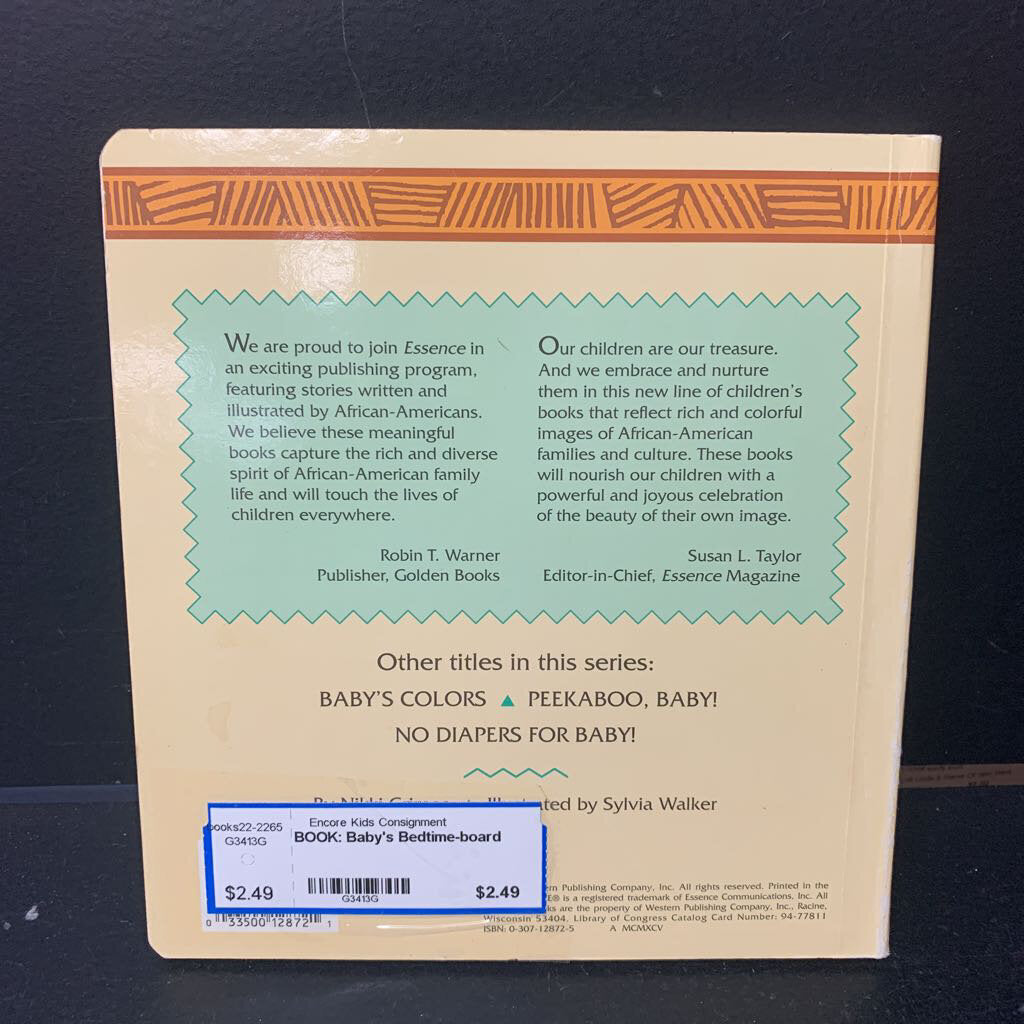 We are proud to join Essence in
an exciting publishing program,
featuring stories written and
illustrated by African-Americans.
We believe these meaningful
books capture the rich and diverse
spirit of African-American family
life and will touch the lives of
children everywhere.
Robin T. Warner
Publisher, Golden Books
Our children are our treasure.
And we embrace and nurture
them in this new line of children's
books that reflect rich and colorful
images of African-American
families and culture. These books
will nourish our children with a
powerful and joyous celebration
of the beauty of their own image.
Susan L. Taylor
Editor-in-Chief, Essence Magazine
Other titles in this series:
BABY'S COLORS ▲ PEEKABOO, BABY!
NO DIAPERS FOR BABY!
By Nikki by Sylvia Walker
books22-2265
G3413G
$2.49
Encore Kids Consignment
BOOK: Baby's Bedtime-board
G3413G
$2.49
Publishing Company, Inc. All rights reserved. Printed in the
® is a registered trademark of Essence Communications, Inc. All
are the property of Western Publishing Company, Inc., Racine,
Wisconsin 53404. Library of Congress Catalog Card Number: 94-77811
ISBN: 0-307-12872-5 A MCMXCV
0 33500 12872 1